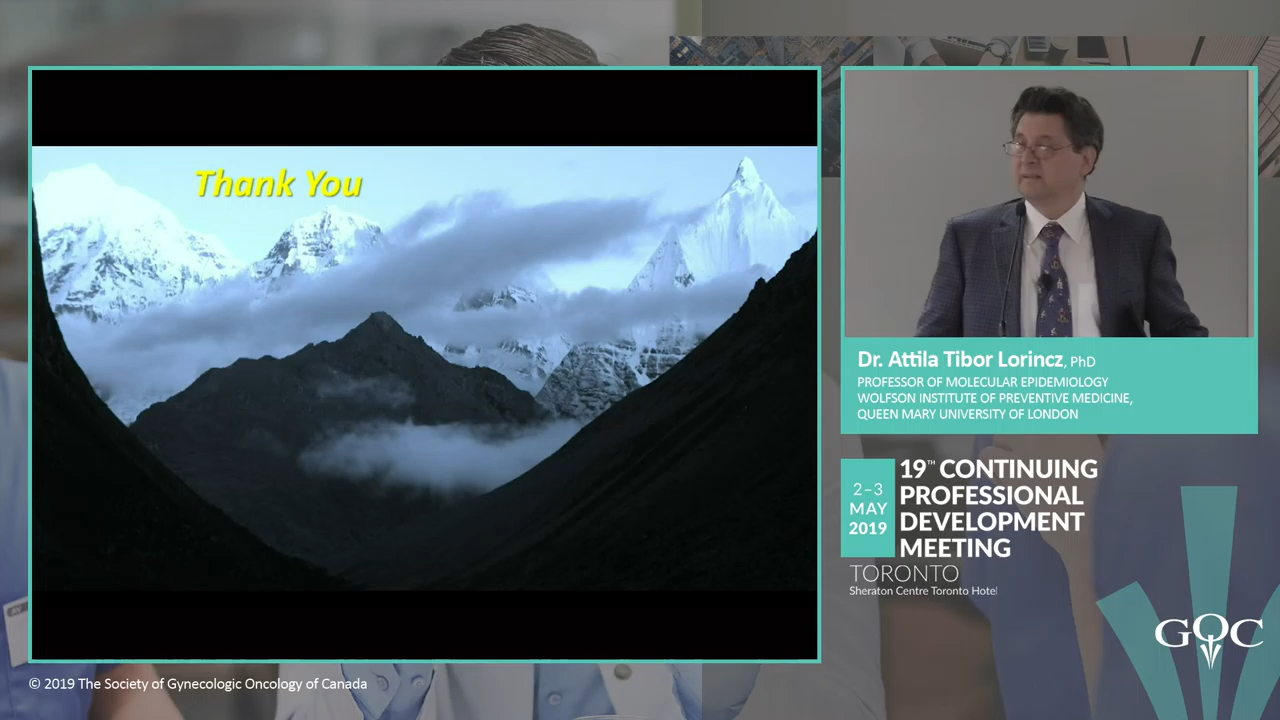 Thank You
Dr. Attila Tibor Lorincz, PhD
PROFESSOR OF MOLECULAR EPIDEMIOLOGY
WOLFSON INSTITUTE OF PREVENTIVE MEDICINE,
QUEEN MARY UNIVERSITY OF LONDON
2–3
MAY
2019
19TH CONTINUING
PROFESSIONAL
DEVELOPMENT
MEETING
TORONTO
Sheraton Centre Toronto Hotel
GOC
© 2019 The Society of Gynecologic Oncology of Canada